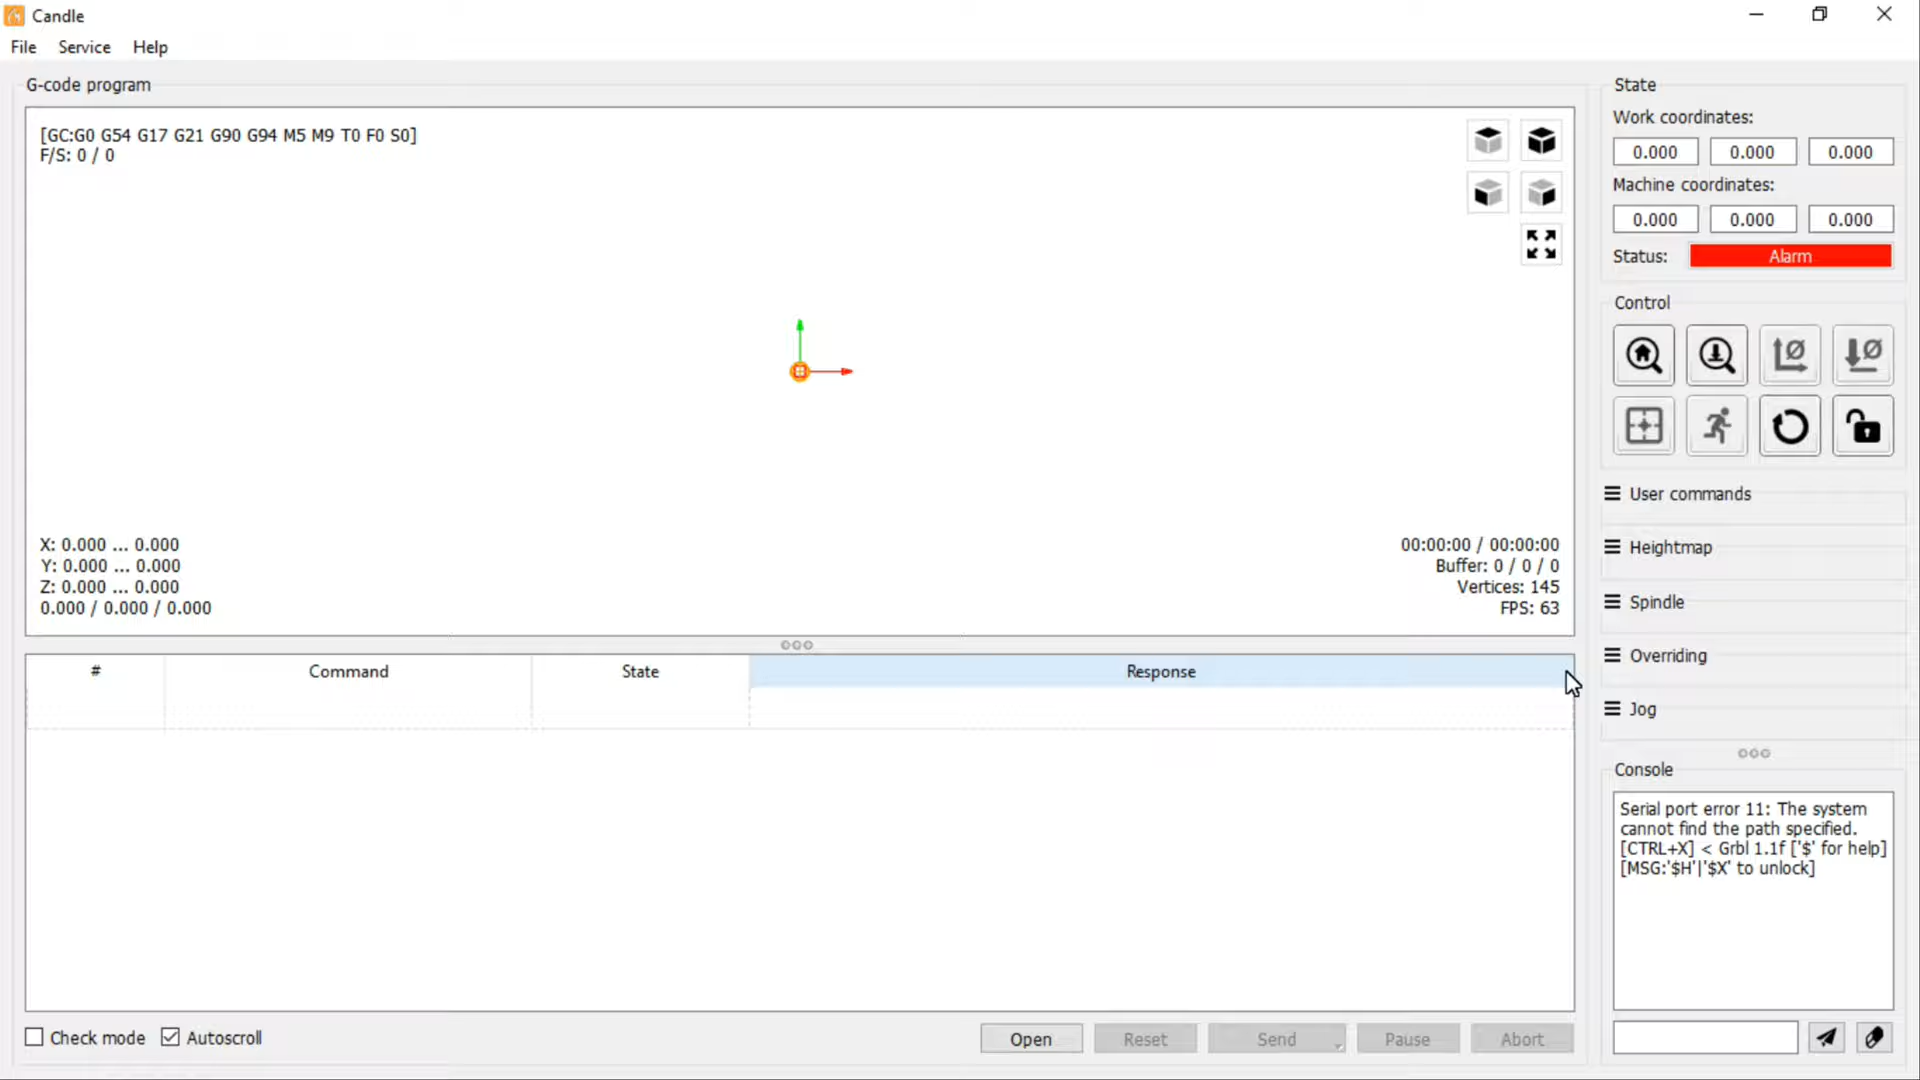 Candle
File Service Help
G-code program
[GC:G0 G54 G17 G21 G90 G94 M5 M9 T0 F0 S0]
F/S: 0 / 0
X: 0.000 ... 0.000
Y: 0.000 ... 0.000
Z: 0.000 ... 0.000
0.000 / 0.000 / 0.000
00:00:00 / 00:00:00
Buffer: 0 / 0 / 0
Vertices: 145
FPS: 63
# Command State Response
Check mode Autoscroll
Open Reset Send Pause Abort
State
Work coordinates:
0.000 0.000 0.000
Machine coordinates:
0.000 0.000 0.000
Status: Alarm
Control
User commands
Heightmap
Spindle
Overriding
Jog
Console
Serial port error 11: The system
cannot find the path specified.
[CTRL+X] < Grbl 1.1f ['$' for help]
[MSG:'$H'|'$X' to unlock]